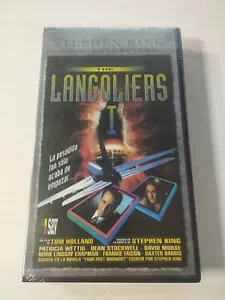 STEPHEN KING
THE
LANGOLIERS
I
La pesadilla
tan sólo
acaba de
empezar...
SAV
TOM HOLLAND
STEPHEN KING
PATRICIA WETTIG · DEAN STOCKWELL · DAVID MORSE
MARK LINDSAY CHAPMAN · FRANKIE FAISON · BAXTER HARRIS
BASADA EN LA NOVELA "FOUR PAST MIDNIGHT" ESCRITA POR STEPHEN KING